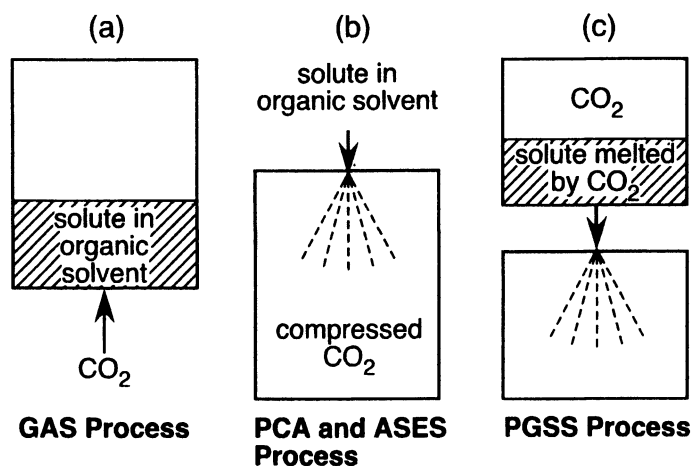 (a)
(b)
(c)
solute in
organic solvent
CO2
solute melted
by CO2
solute in
organic
solvent
compressed
CO2
CO2
GAS Process
PCA and ASES
Process
PGSS Process